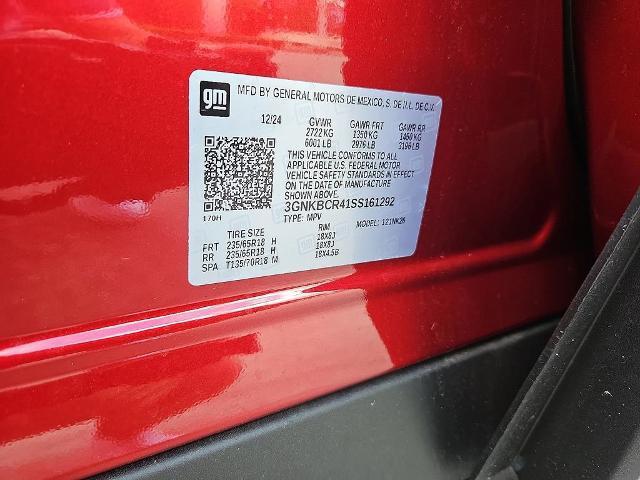 gm
MFD BY GENERAL MOTORS DE MEXICO, S. DE R.L. DE C.V.
12/24 GVWR GAWR FRT GAWR RR
2722 KG 1350 KG 1450 KG
6001 LB 2976 LB 3196 LB
THIS VEHICLE CONFORMS TO ALL
APPLICABLE U.S. FEDERAL MOTOR
VEHICLE SAFETY STANDARDS IN EFFECT
ON THE DATE OF MANUFACTURE
SHOWN ABOVE.
3GNKBCR41SS161292
170H TYPE: MPV MODEL: 121NK26
TIRE SIZE RIM
FRT 235/65R18 H 18X8J
RR 235/65R18 H 18X8J
SPA T135/70R18 M 18X4.5B